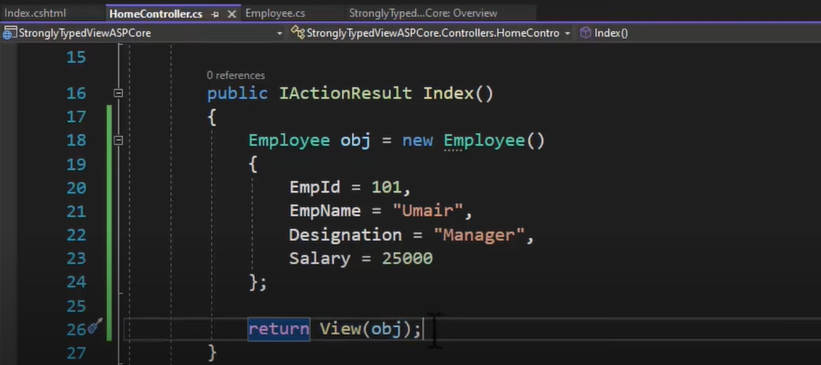 Index.cshtml HomeController.cs Employee.cs StronglyTyped...Core: Overview
StronglyTypedViewASPCore StronglyTypedViewASPCore.Controllers.HomeContro Index()
15
0 references
16 public IActionResult Index()
17 {
18 Employee obj = new Employee()
19 {
20 EmpId = 101,
21 EmpName = "Umair",
22 Designation = "Manager",
23 Salary = 25000
24 };
25
26 return View(obj);
27 }